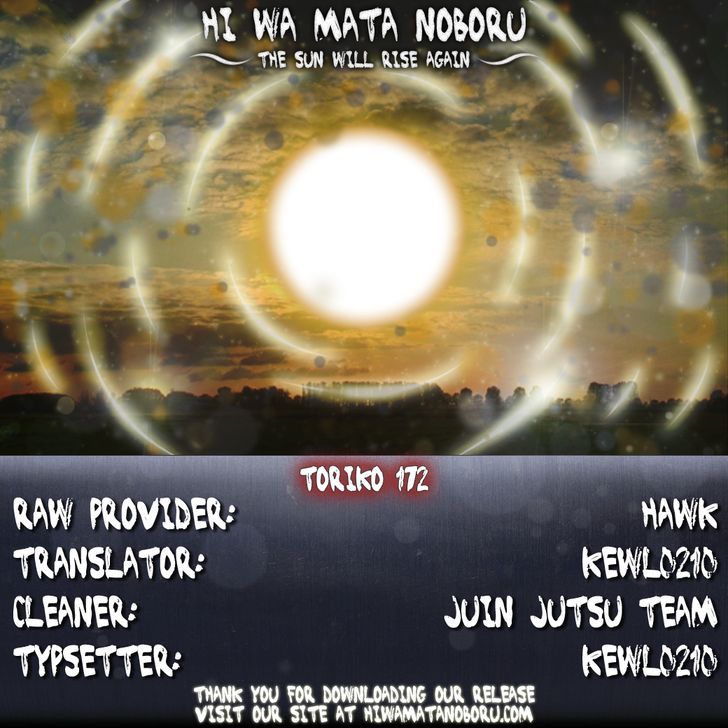 HI WA MATA NOBORU
THE SUN WILL RISE AGAIN
TORIKO 172
RAW PROVIDER: HAWK
TRANSLATOR: KEWL0210
CLEANER: JUIN JUTSU TEAM
TYPSETTER: KEWL0210
THANK YOU FOR DOWNLOADING OUR RELEASE
VISIT OUR SITE AT HIWAMATANOBORU.COM